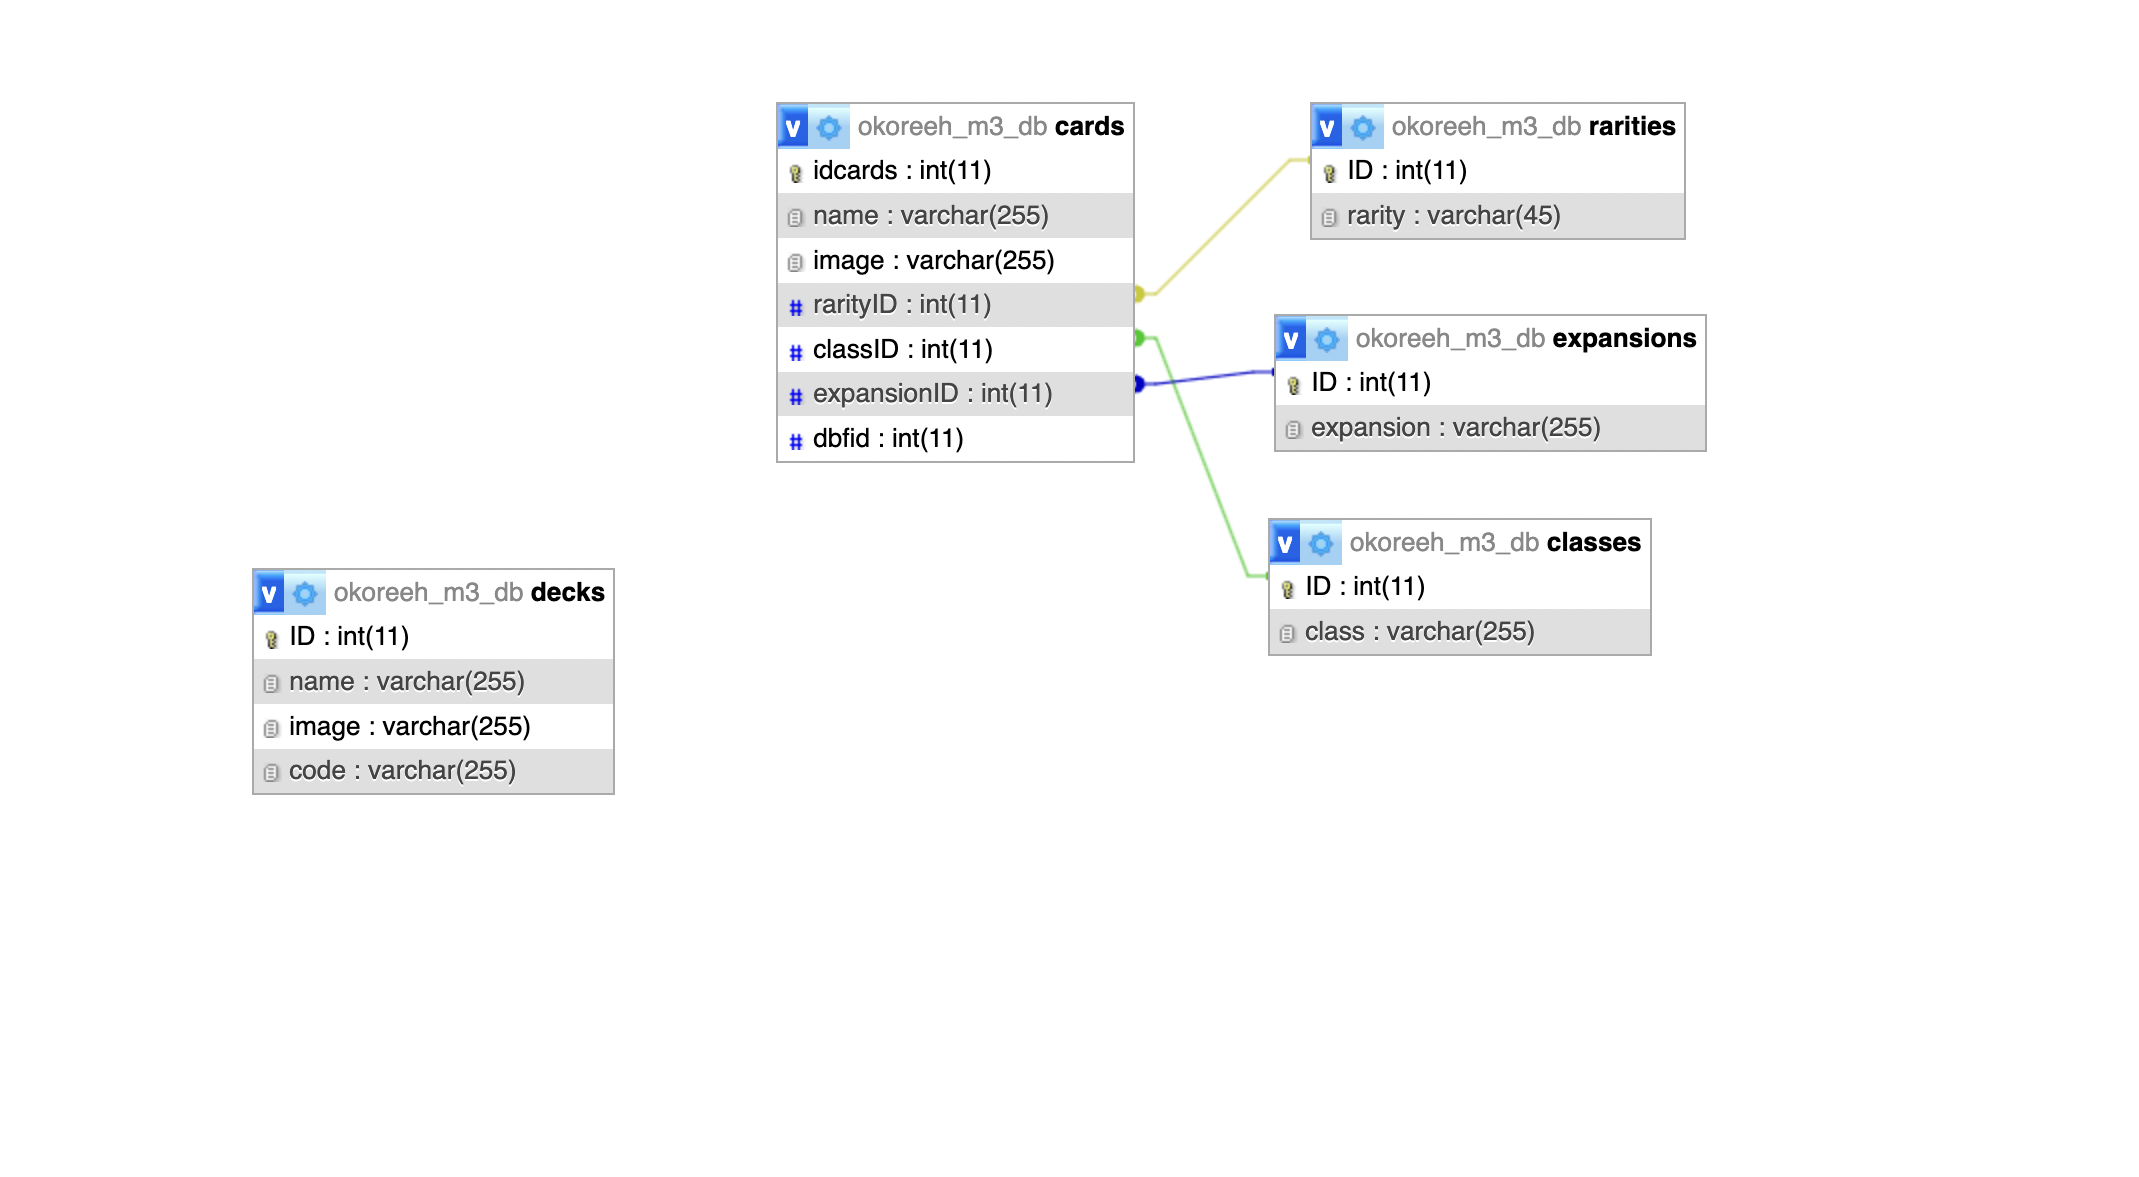 v okoreeh_m3_db cards
idcards : int(11)
name : varchar(255)
image : varchar(255)
# rarityID : int(11)
# classID : int(11)
# expansionID : int(11)
# dbfid : int(11)
v okoreeh_m3_db rarities
ID : int(11)
rarity : varchar(45)
v okoreeh_m3_db expansions
ID : int(11)
expansion : varchar(255)
v okoreeh_m3_db classes
ID : int(11)
class : varchar(255)
v okoreeh_m3_db decks
ID : int(11)
name : varchar(255)
image : varchar(255)
code : varchar(255)